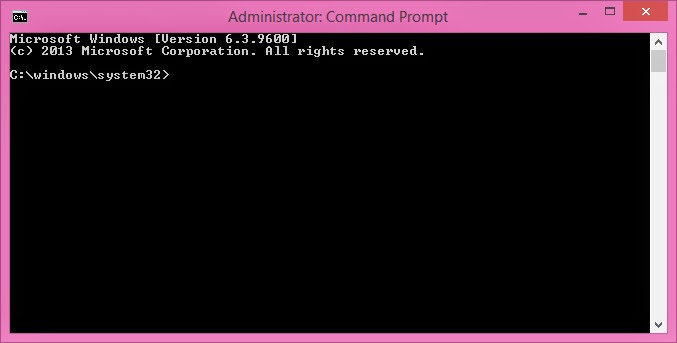 Administrator: Command Prompt
Microsoft Windows [Version 6.3.9600]
(c) 2013 Microsoft Corporation. All rights reserved.
C:\windows\system32>